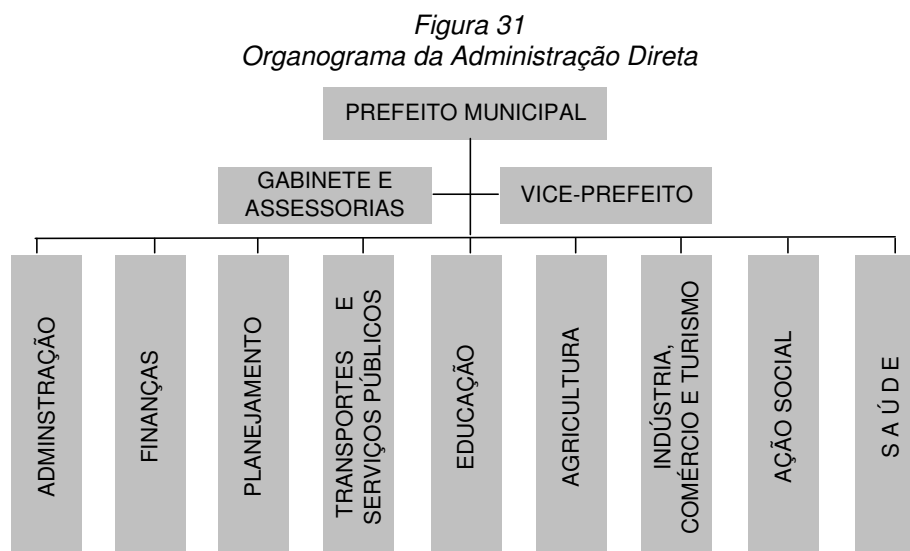 Figura 31
Organograma da Administração Direta
PREFEITO MUNICIPAL
GABINETE E
ASSESSORIAS
VICE-PREFEITO
ADMINSTRAÇÃO
FINANÇAS
PLANEJAMENTO
TRANSPORTES E
SERVIÇOS PÚBLICOS
EDUCAÇÃO
AGRICULTURA
INDÚSTRIA,
COMÉRCIO E TURISMO
AÇÃO SOCIAL
S A Ú D E